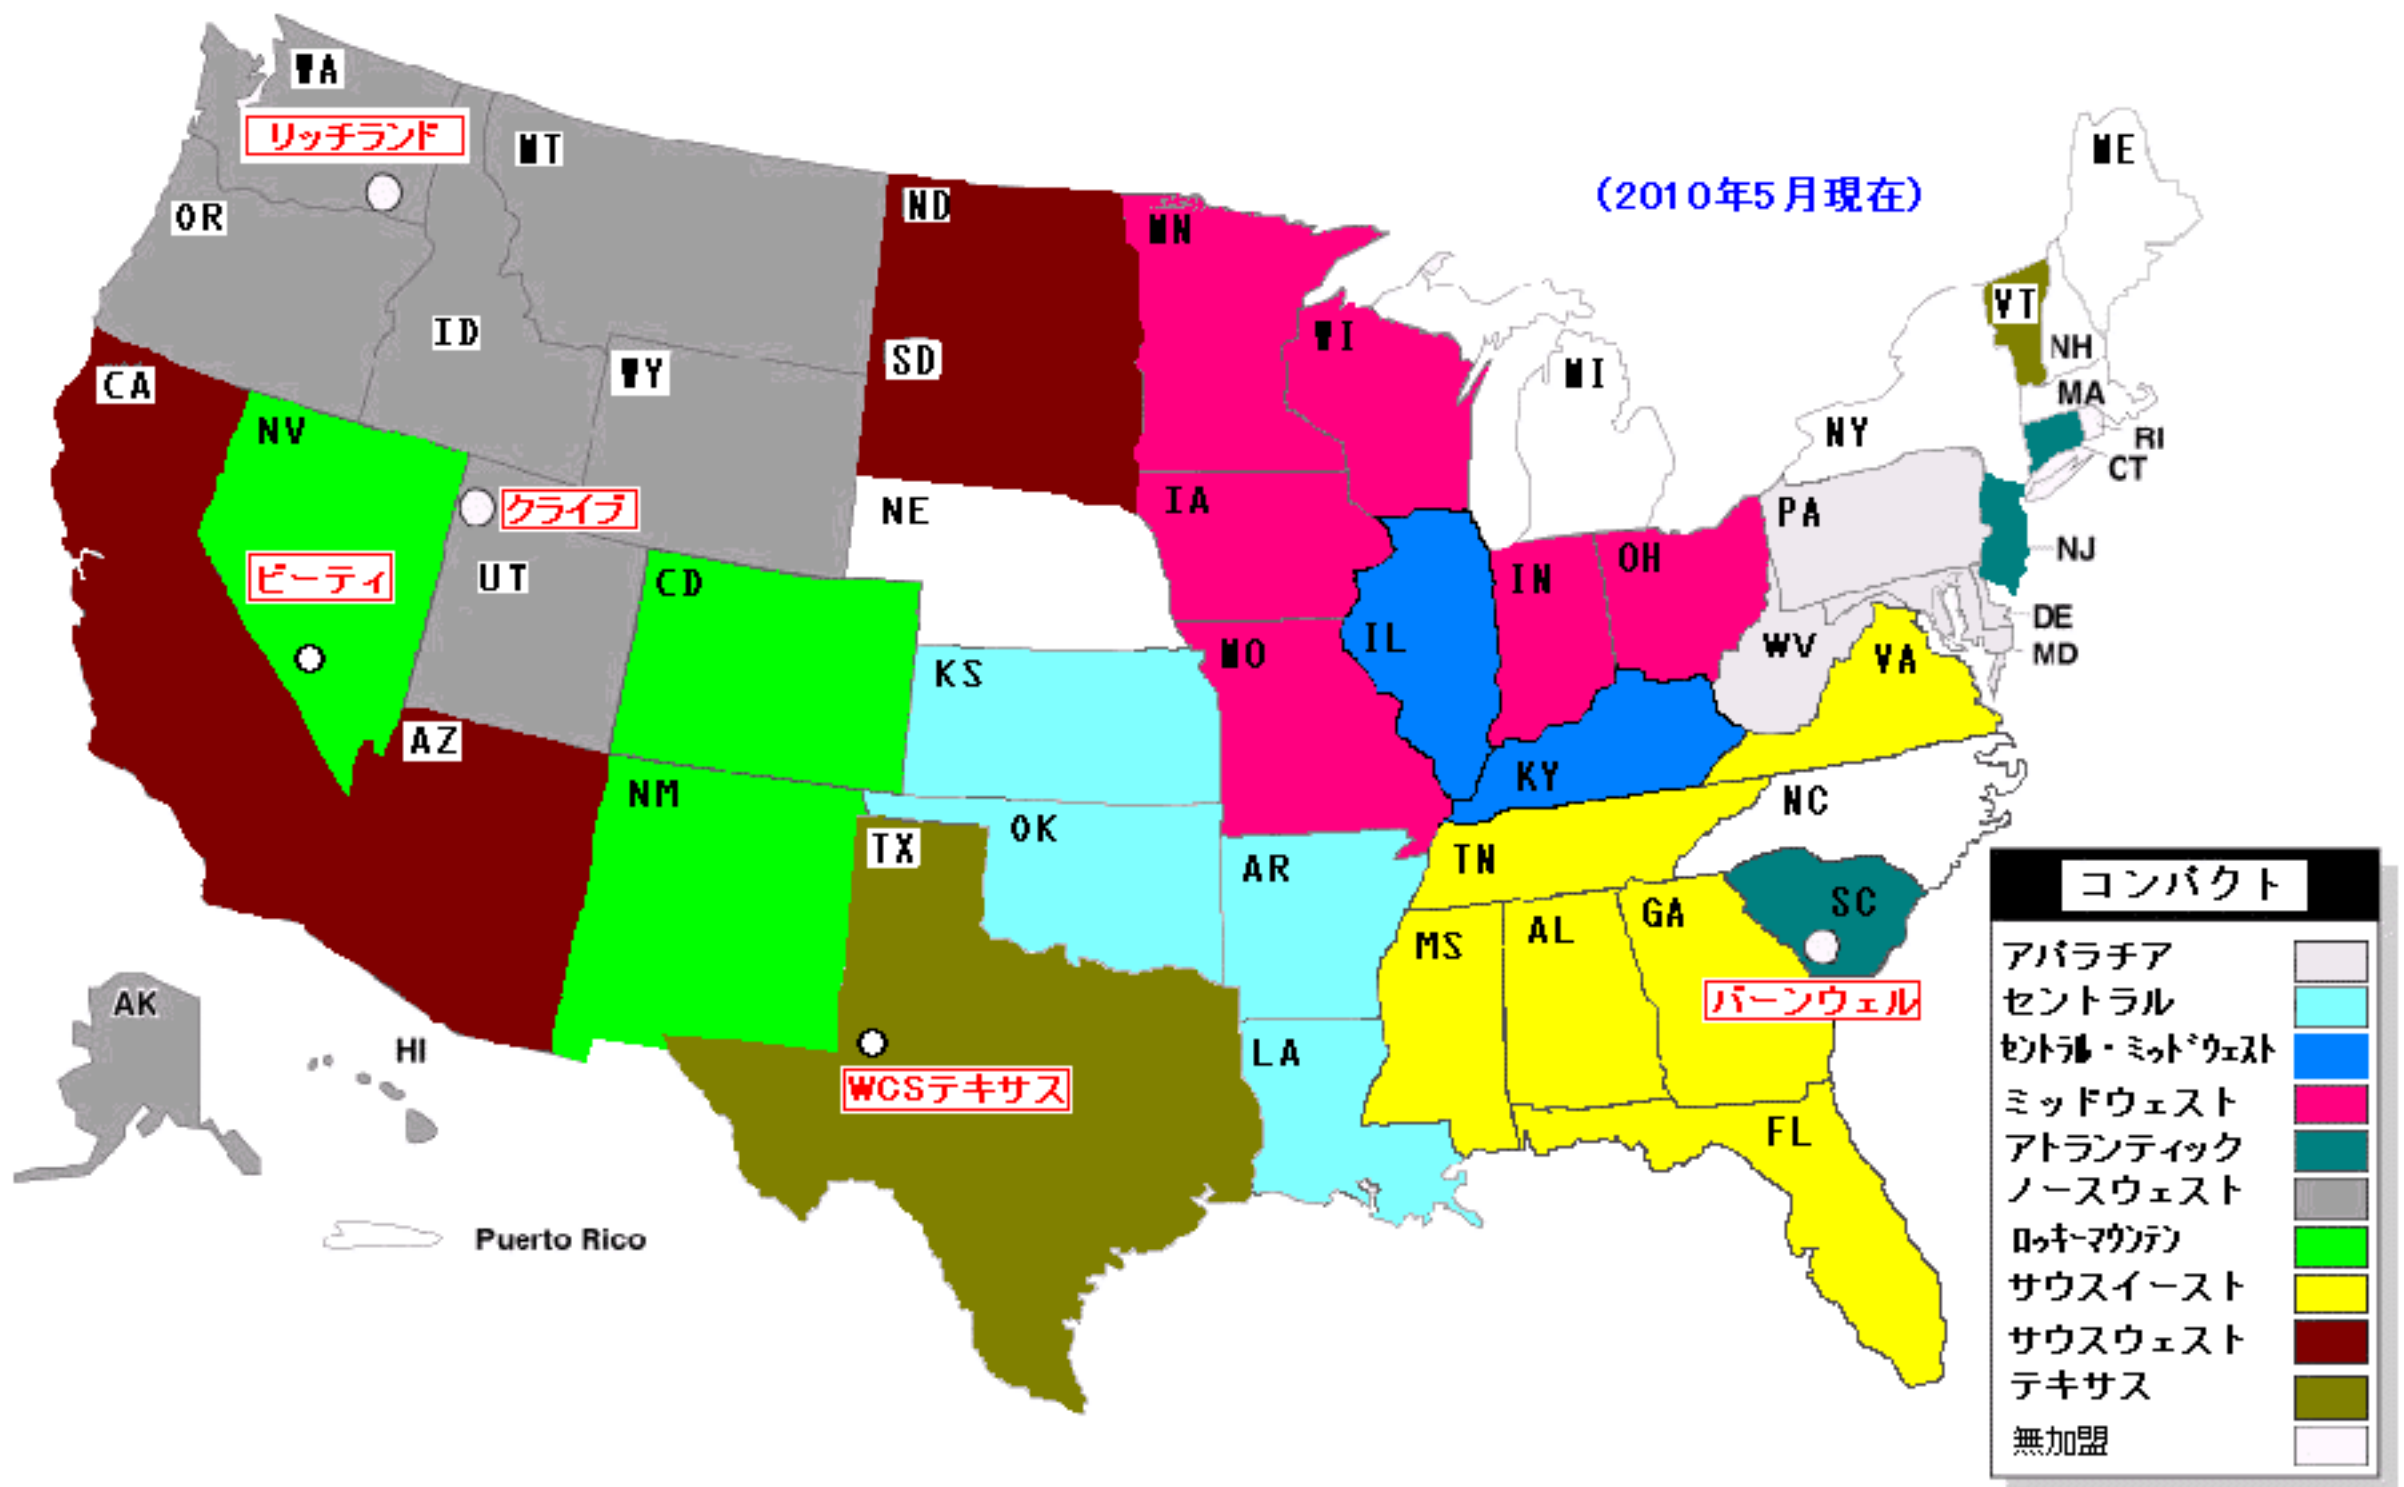 WA
リッチランド
MT
OR
ND
(2010年5月現在)
ME
MN
ID
WY
SD
WI
MI
VT
NH
CA
MA
NV
NY
RI
CT
クライブ
NE
IA
PA
ビーティ
UT
CD
IN
OH
NJ
DE
IL
WV
VA
MD
KS
MO
AZ
NM
KY
NC
TX
OK
AR
TN
SC
MS
AL
GA
バーンウェル
AK
HI
WCSテキサス
LA
FL
Puerto Rico
コンパクト
アパラチア
セントラル
セントラル・ミッドウェスト
ミッドウェスト
アトランティック
ノースウェスト
ロッキーマウンテン
サウスイースト
サウスウェスト
テキサス
無加盟